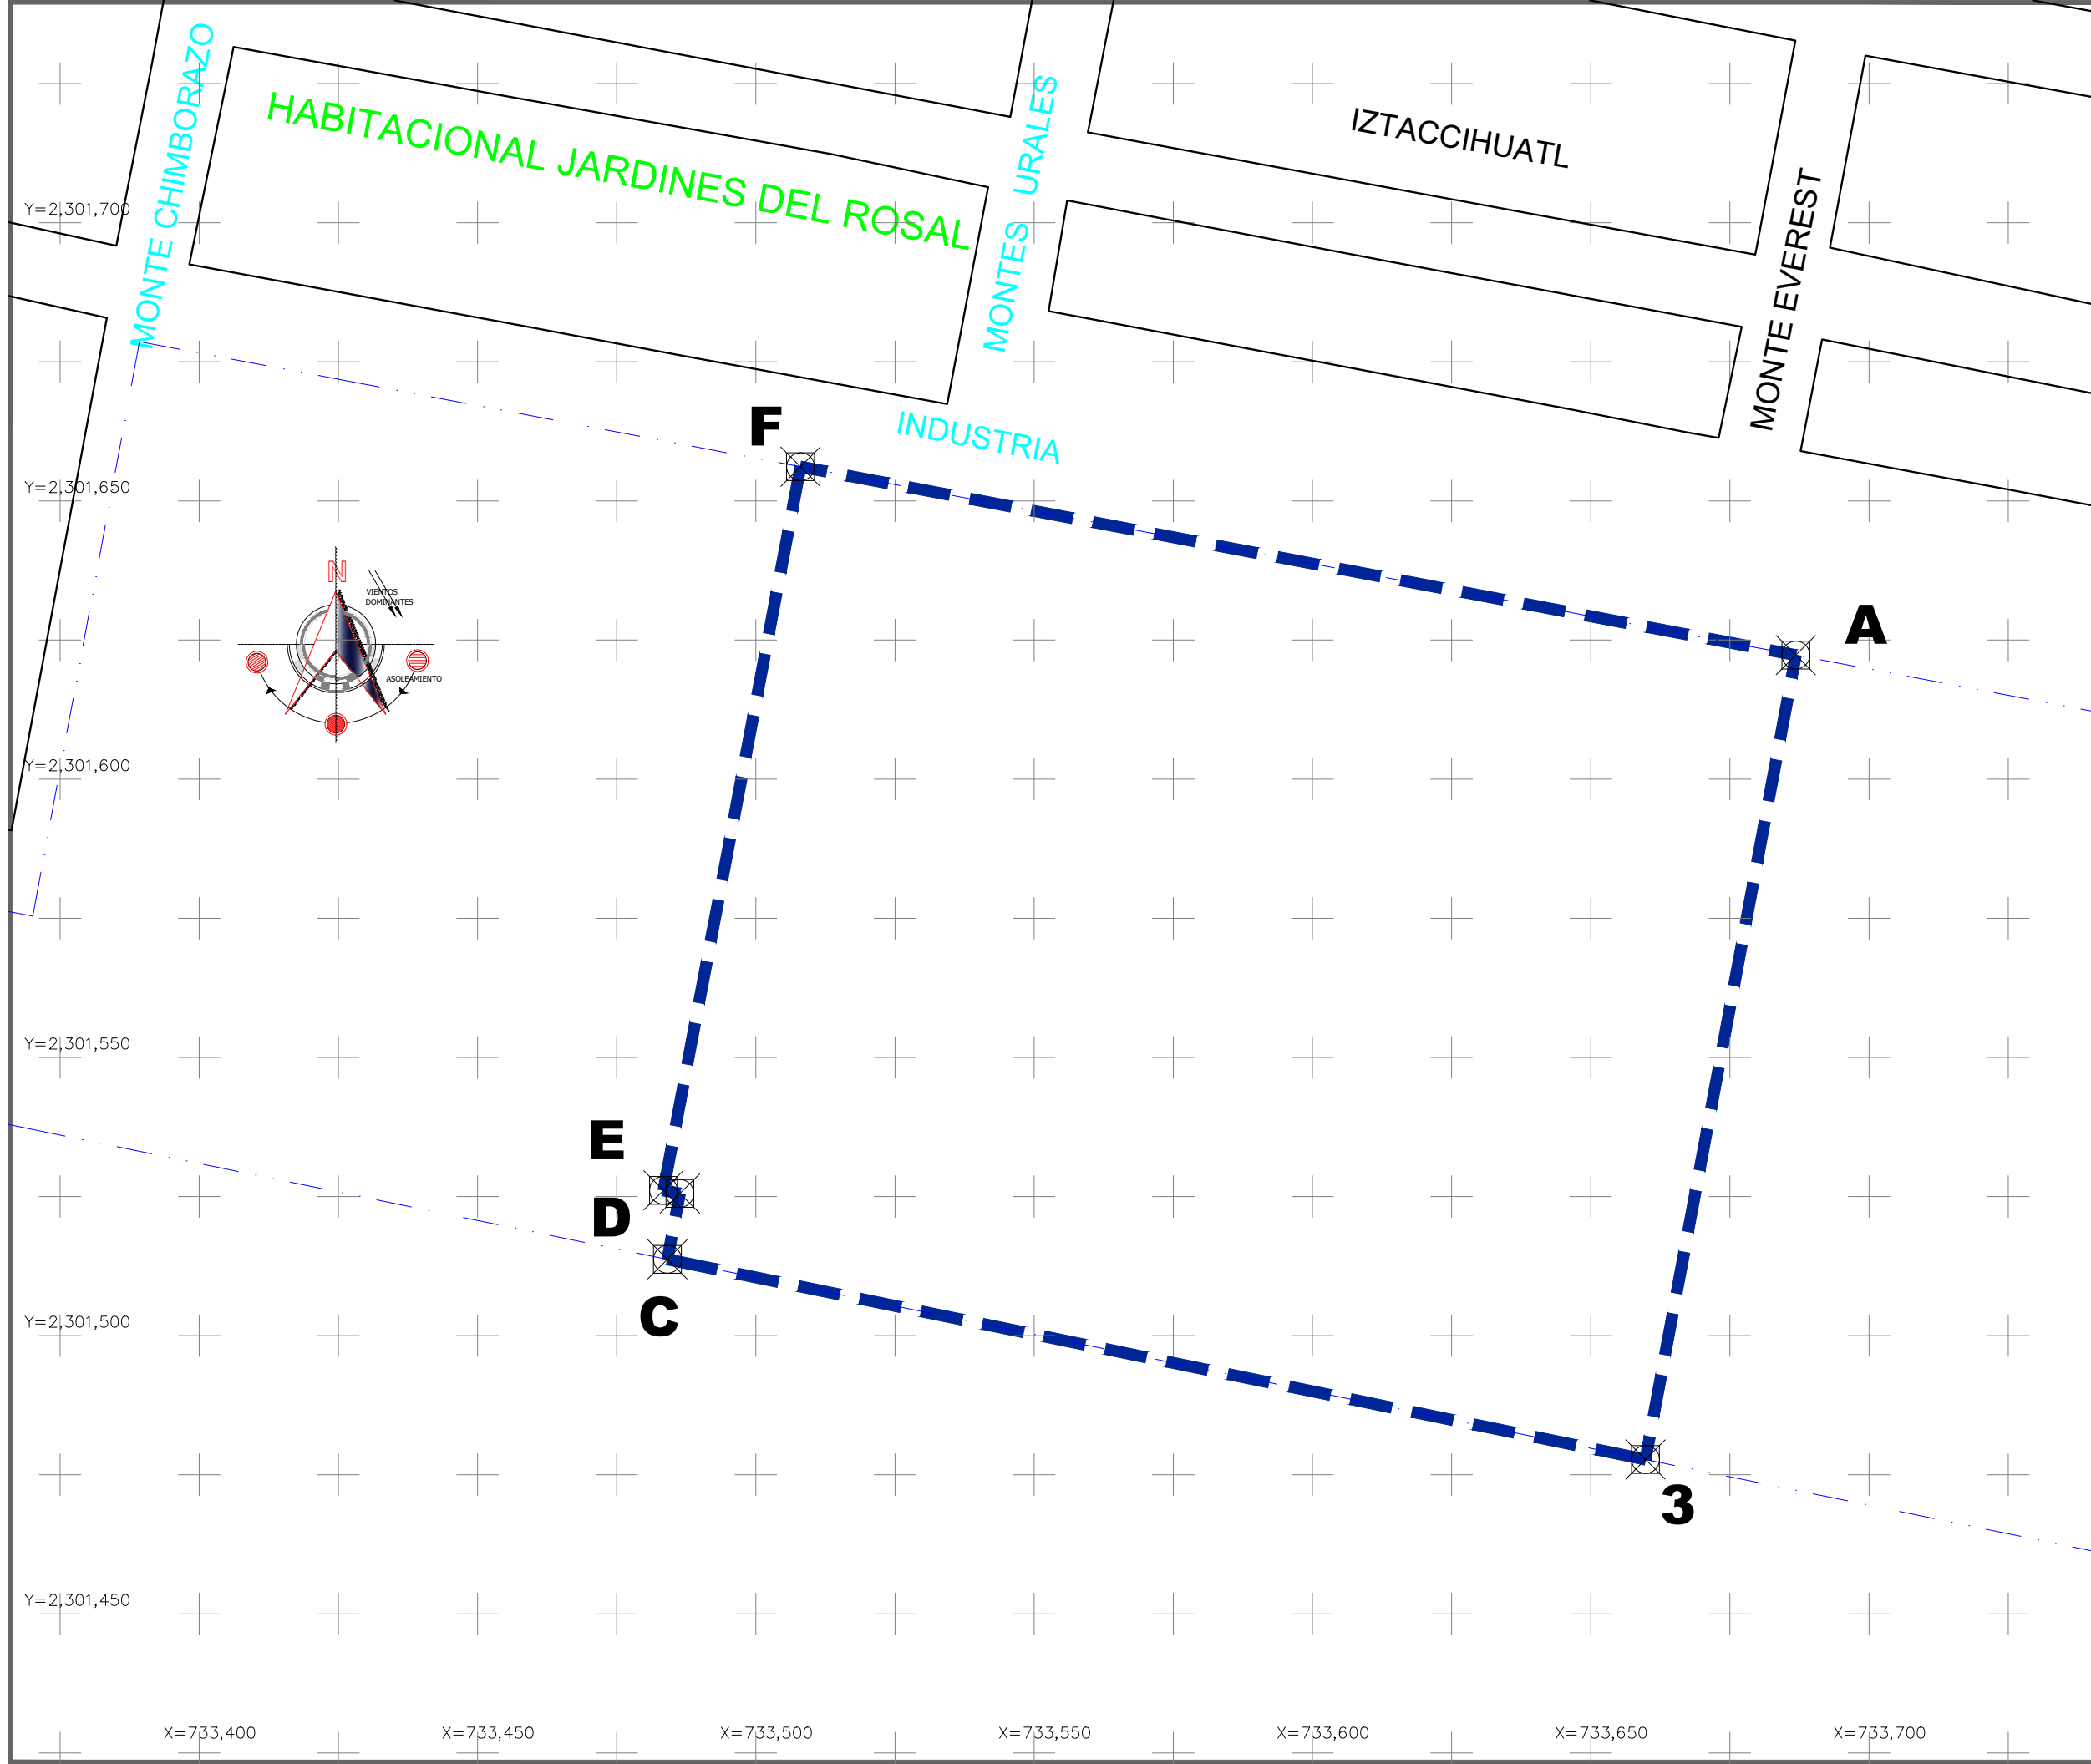 MONTE CHIMBORAZO
HABITACIONAL JARDINES DEL ROSAL
MONTES URALES
IZTACCIHUATL
MONTE EVEREST
Y=2,301,700
INDUSTRIA
F
Y=2,301,650
N
VIENTOS
DOMINANTES
ASOLEAMIENTO
A
Y=2,301,600
Y=2,301,550
E
D
C
Y=2,301,500
3
Y=2,301,450
X=733,400
X=733,450
X=733,500
X=733,550
X=733,600
X=733,650
X=733,700